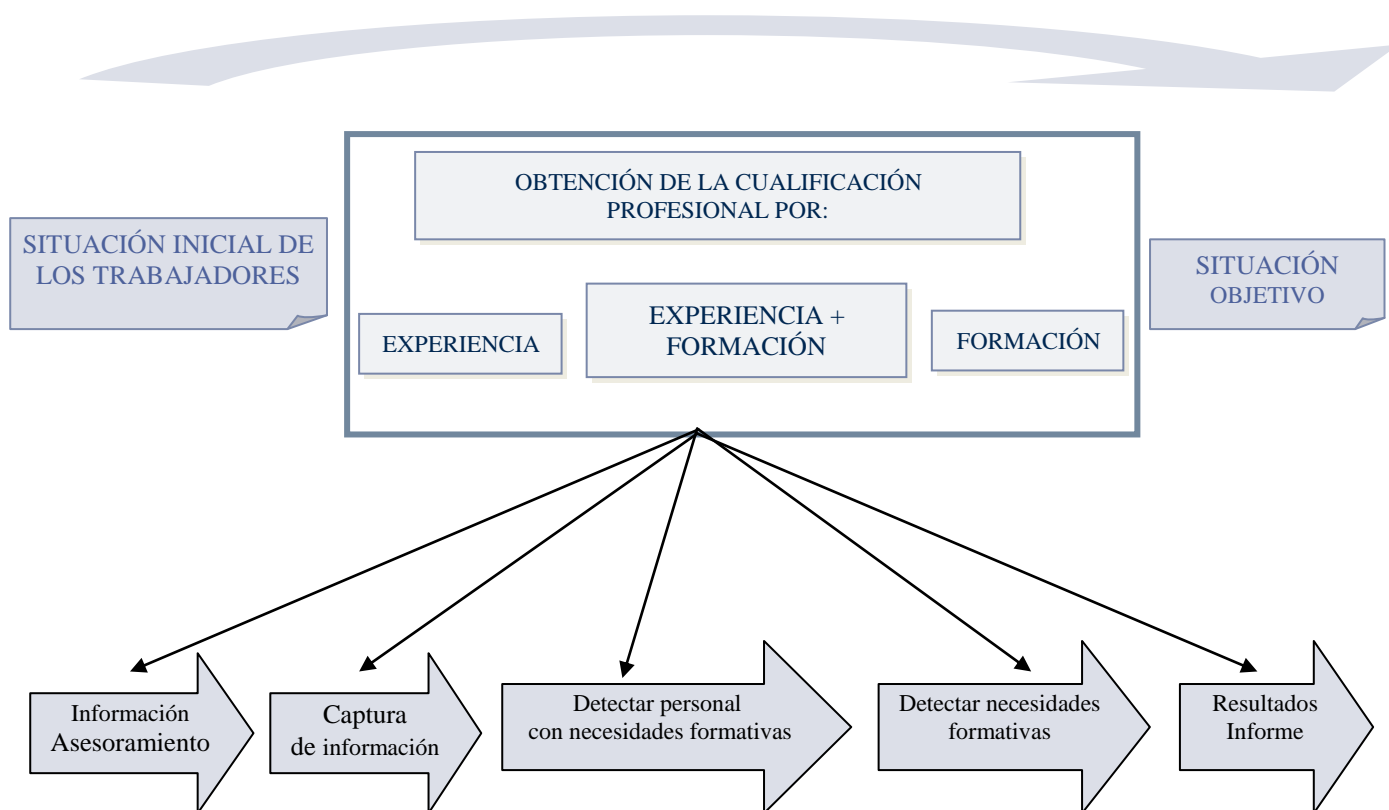 OBTENCIÓN DE LA CUALIFICACIÓN
PROFESIONAL POR:
SITUACIÓN INICIAL DE
LOS TRABAJADORES
SITUACIÓN
OBJETIVO
EXPERIENCIA
EXPERIENCIA +
FORMACIÓN
FORMACIÓN
Información
Asesoramiento
Captura
de información
Detectar personal
con necesidades formativas
Detectar necesidades
formativas
Resultados
Informe